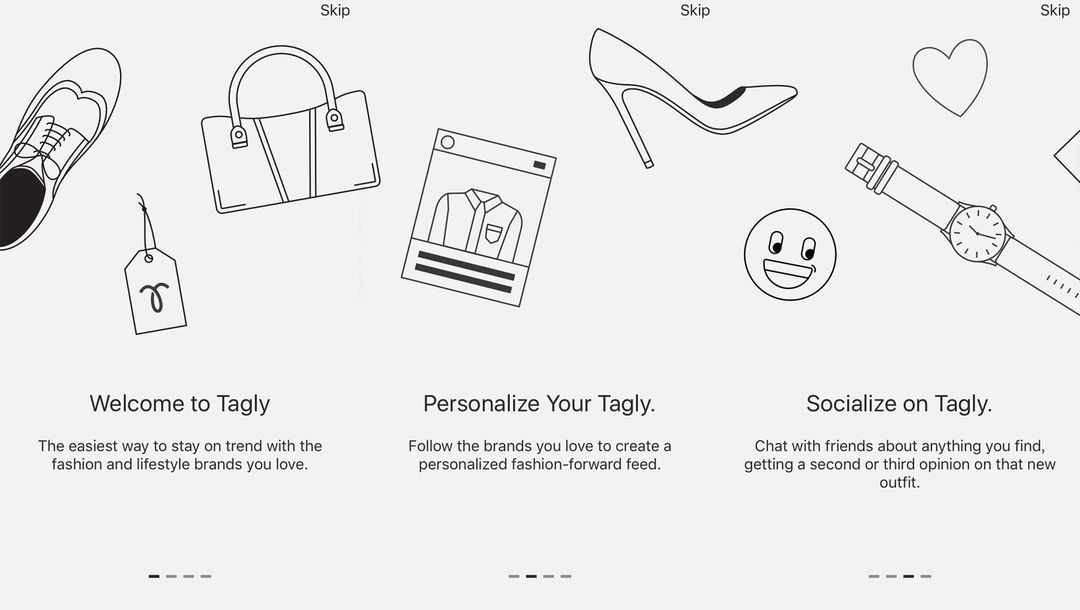 Skip
Welcome to Tagly
The easiest way to stay on trend with the
fashion and lifestyle brands you love.
Skip
Personalize Your Tagly.
Follow the brands you love to create a
personalized fashion-forward feed.
Skip
Socialize on Tagly.
Chat with friends about anything you find,
getting a second or third opinion on that new
outfit.